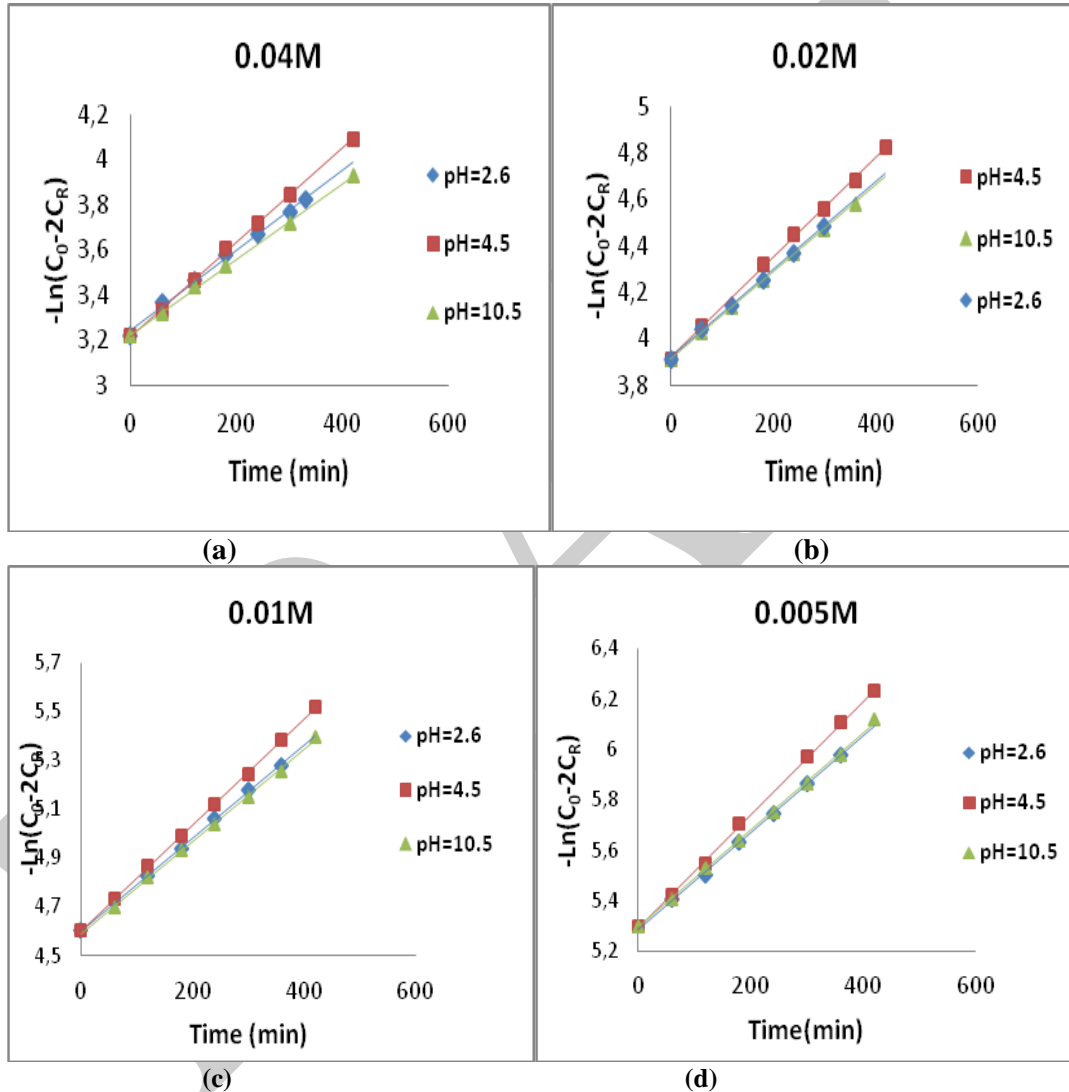 0.04M
4,2
4
3,8
3,6
3,4
3,2
3
-Ln(C₀-2C_R)
0 200 400 600
Time (min)
pH=2.6
pH=4.5
pH=10.5
(a)
0.02M
5
4,8
4,6
4,4
4,2
4
3,8
-Ln(C₀-2C_R)
0 200 400 600
Time (min)
pH=4.5
pH=10.5
pH=2.6
(b)
0.01M
5,7
5,5
5,3
5,1
4,9
4,7
4,5
-Ln(C₀-2C_R)
0 200 400 600
Time (min)
pH=2.6
pH=4.5
pH=10.5
(c)
0.005M
6,4
6,2
6
5,8
5,6
5,4
5,2
-Ln(C₀-2C_R)
0 200 400 600
Time(min)
pH=2.6
pH=4.5
pH=10.5
(d)